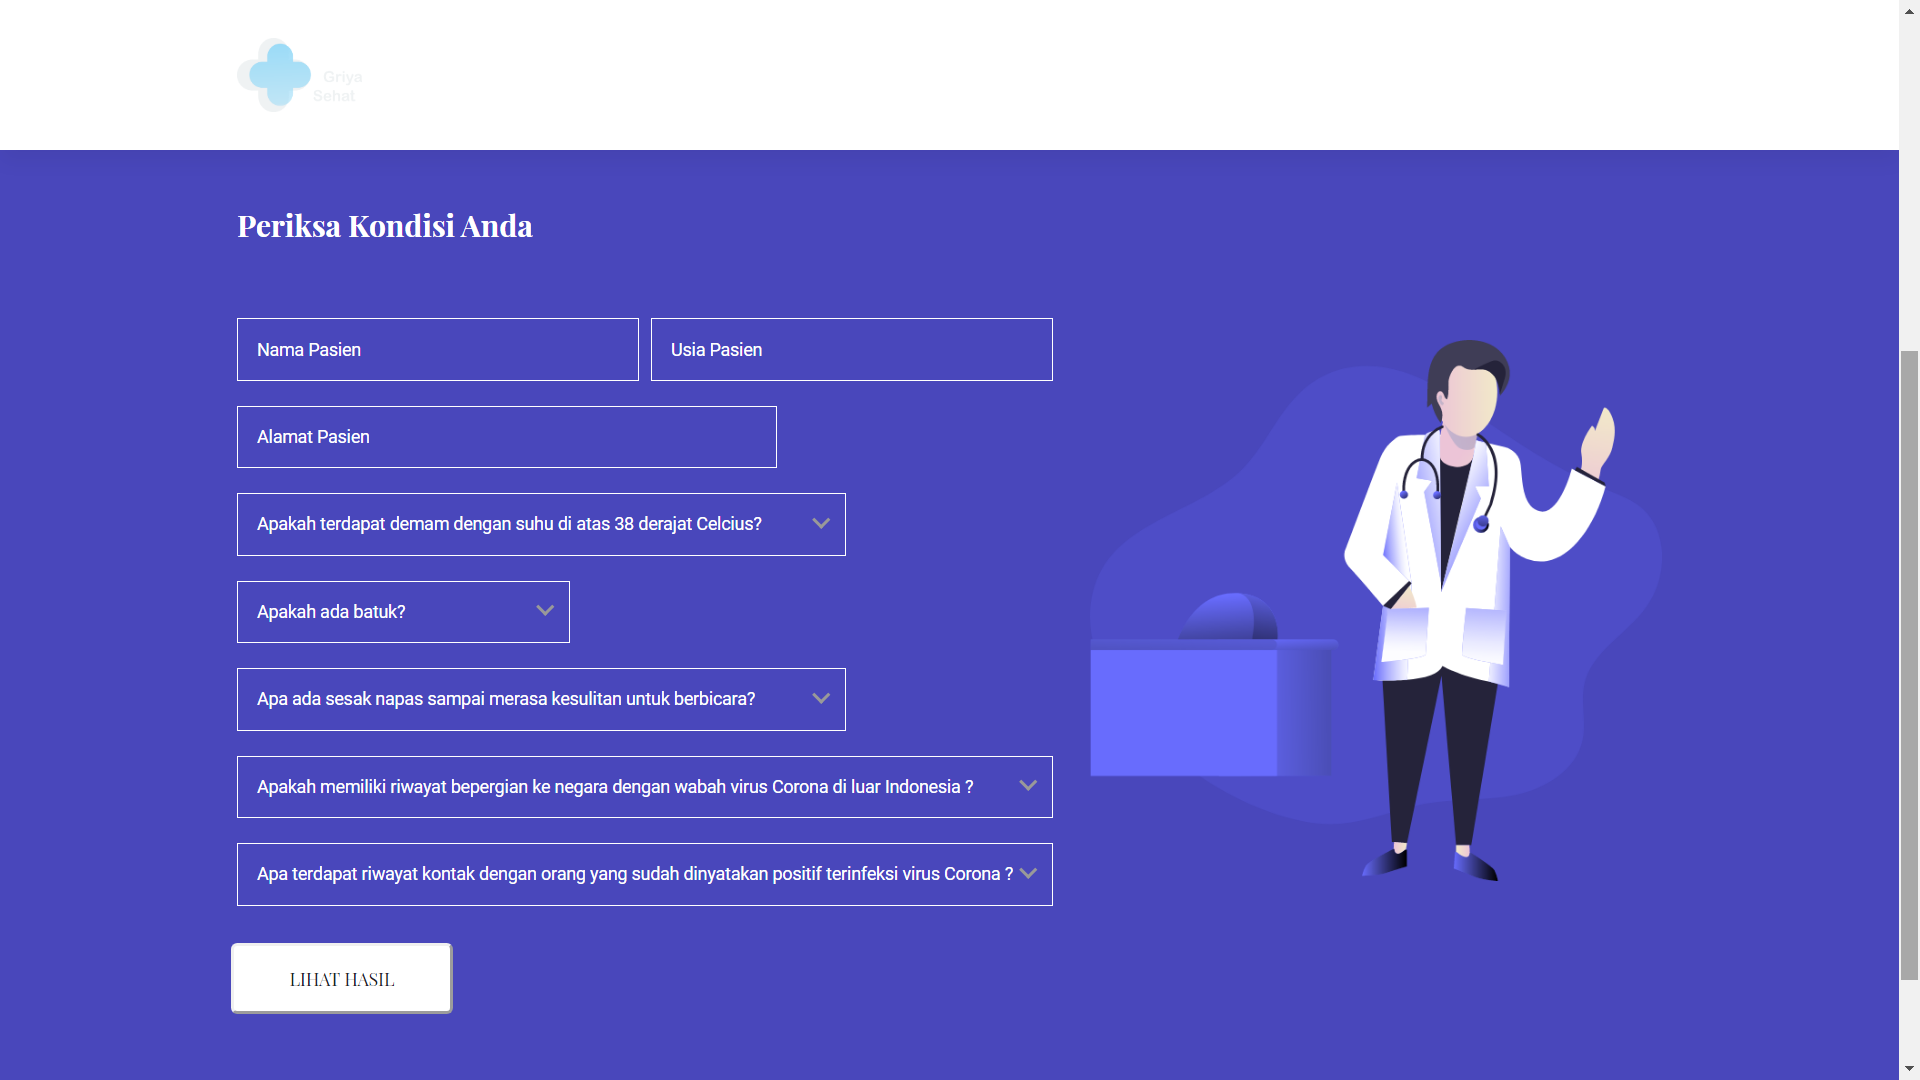 Griya
Sehat
Periksa Kondisi Anda
Nama Pasien
Usia Pasien
Alamat Pasien
Apakah terdapat demam dengan suhu di atas 38 derajat Celcius?
Apakah ada batuk?
Apa ada sesak napas sampai merasa kesulitan untuk berbicara?
Apakah memiliki riwayat bepergian ke negara dengan wabah virus Corona di luar Indonesia ?
Apa terdapat riwayat kontak dengan orang yang sudah dinyatakan positif terinfeksi virus Corona ?
LIHAT HASIL